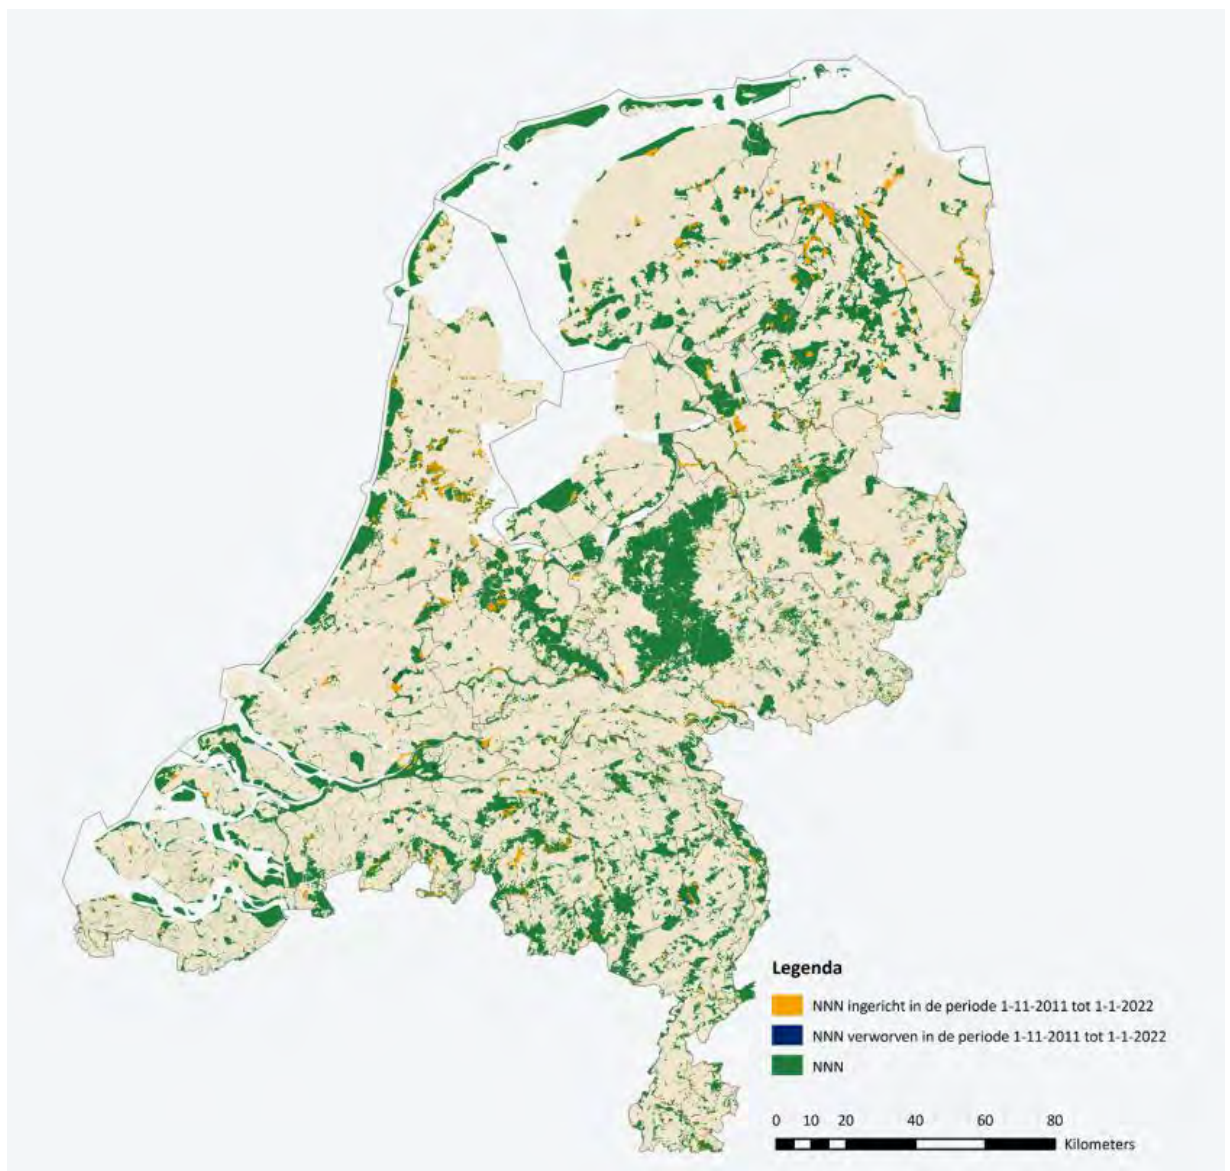 Legenda
NNN ingericht in de periode 1-11-2011 tot 1-1-2022
NNN verworven in de periode 1-11-2011 tot 1-1-2022
NNN
0 10 20 40 60 80
Kilometers